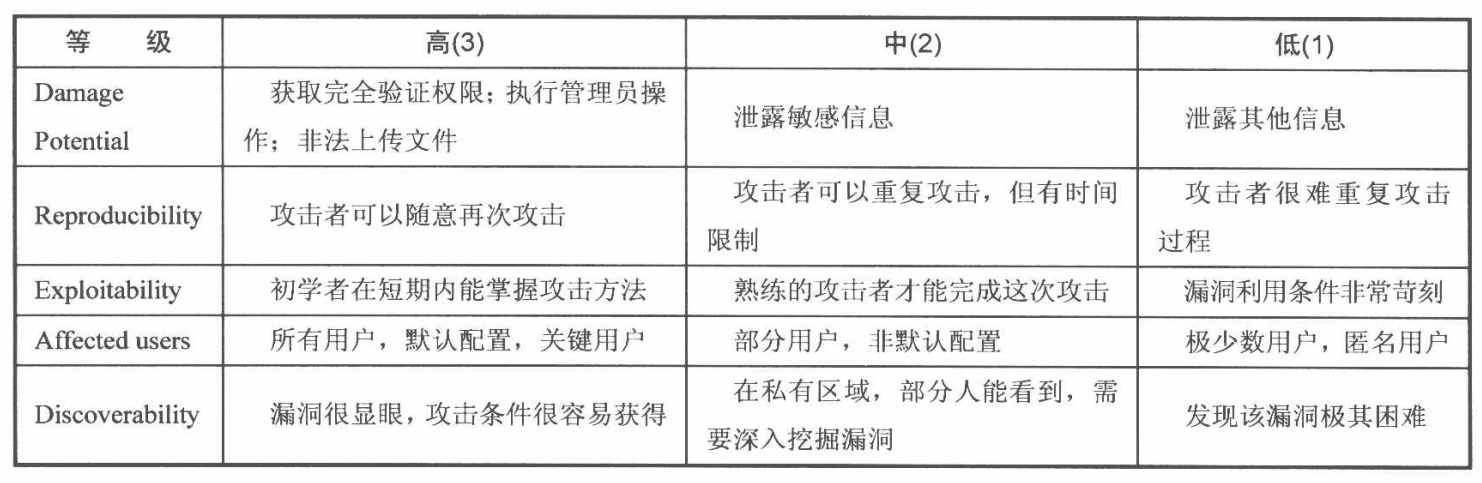 等 级 高(3) 中(2) 低(1)
Damage
Potential
获取完全验证权限；执行管理员操
作；非法上传文件
泄露敏感信息
泄露其他信息
Reproducibility
攻击者可以随意再次攻击
攻击者可以重复攻击，但有时间
限制
攻击者很难重复攻击
过程
Exploitability
初学者在短期内能掌握攻击方法
熟练的攻击者才能完成这次攻击
漏洞利用条件非常苛刻
Affected users
所有用户，默认配置，关键用户
部分用户，非默认配置
极少数用户，匿名用户
Discoverability
漏洞很显眼，攻击条件很容易获得
在私有区域，部分人能看到，需
要深入挖掘漏洞
发现该漏洞极其困难